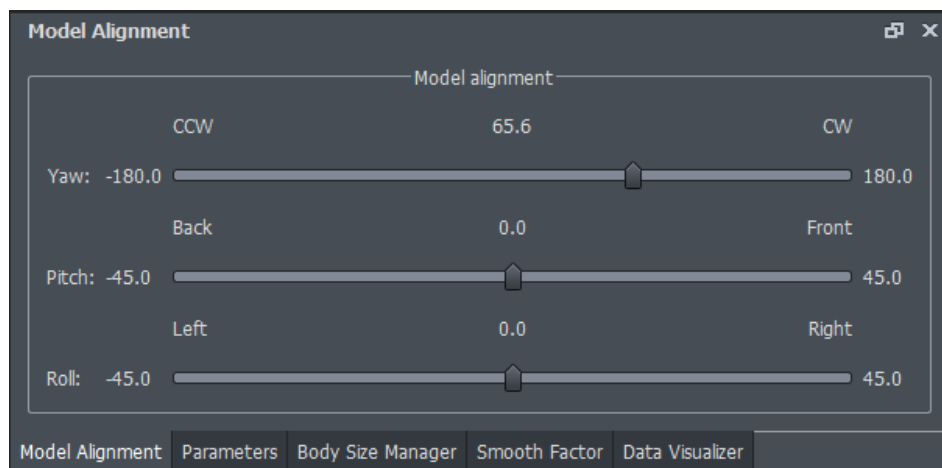 Model Alignment
Model alignment
CCW 65.6 CW
Yaw: -180.0 180.0
Back 0.0 Front
Pitch: -45.0 45.0
Left 0.0 Right
Roll: -45.0 45.0
Model Alignment Parameters Body Size Manager Smooth Factor Data Visualizer